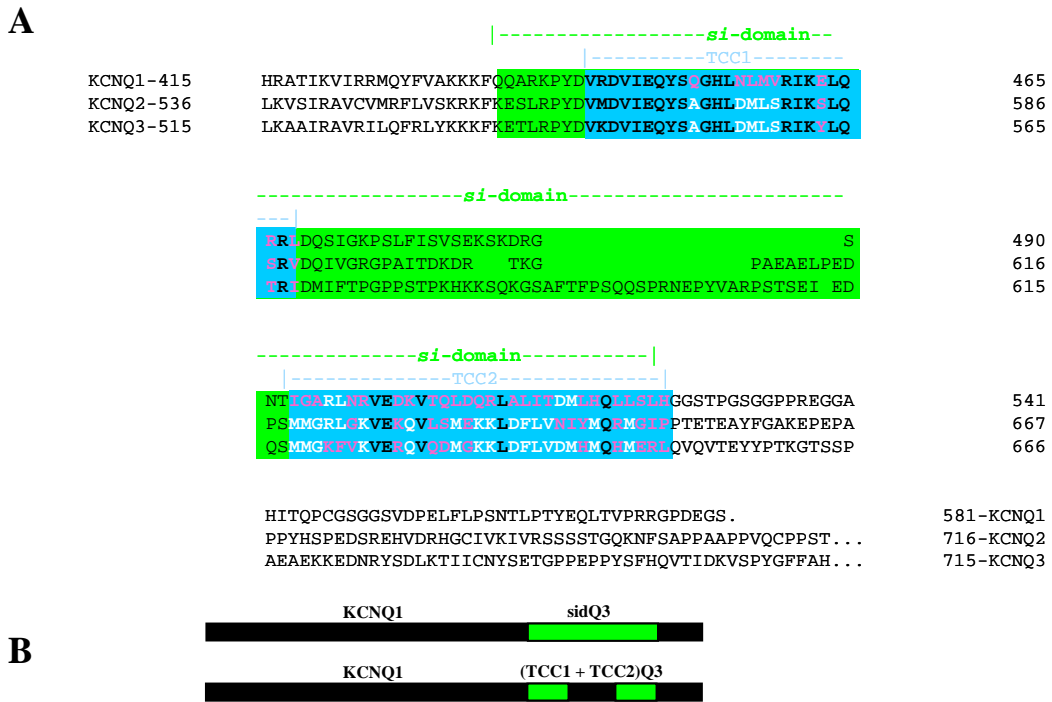 A
|-----------------si-domain--
|---------TCC1--------
KCNQ1-415 HRATIKVIRRMQYFVAKKKFQQARKPYDVRDVIEQYSQGHLNLMVRIKELQ 465
KCNQ2-536 LKVSIRAVCVMRFLVSKRKFKESLRPYDVMDVIEQYSAGHLDMLSRIKSLQ 586
KCNQ3-515 LKAAIRAVRILQFRLYKKKFKETLRPYDVKDVIEQYSAGHLDMLSRIKYLQ 565
-----------------si-domain----------------------
---|
RRLDQSIGKPSLFISVSEKSKDRG S 490
SRVDQIVGRGPAITDKDR TKG PAEAELPED 616
TRIDMIFTPGPPSTPKHKKSQKGSAFTFPSQQSPRNEPYVARPSTSEI ED 615
-------------si-domain-----------|
|-------------TCC2-------------|
NTIGARLNRVEDKVTQLDQRLALITDMLHQLLSLHGGSTPGSGGPPREGGA 541
PSMMGRLGKVEKQVLSMEKKLDFLVNIYMQRMGIPPTETEAYFGAKEPEPA 667
QSMMGKFVKVERQVQDMGKKLDFLVDMHMQHMERLQVQVTEYYPTKGTSSP 666
HITQPCGSGGSVDPELFLPSNTLPTYEQLTVPRRGPDEGS. 581-KCNQ1
PPYHSPEDSREHVDRHGCIVKIVRSSSSTGQKNFSAPPAAPPVQCPPST... 716-KCNQ2
AEAEKKEDNRYSDLKTIICNYSETGPPEPPYSFHQVTIDKVSPYGFFAH... 715-KCNQ3
B
KCNQ1 sidQ3
KCNQ1 (TCC1 + TCC2)Q3